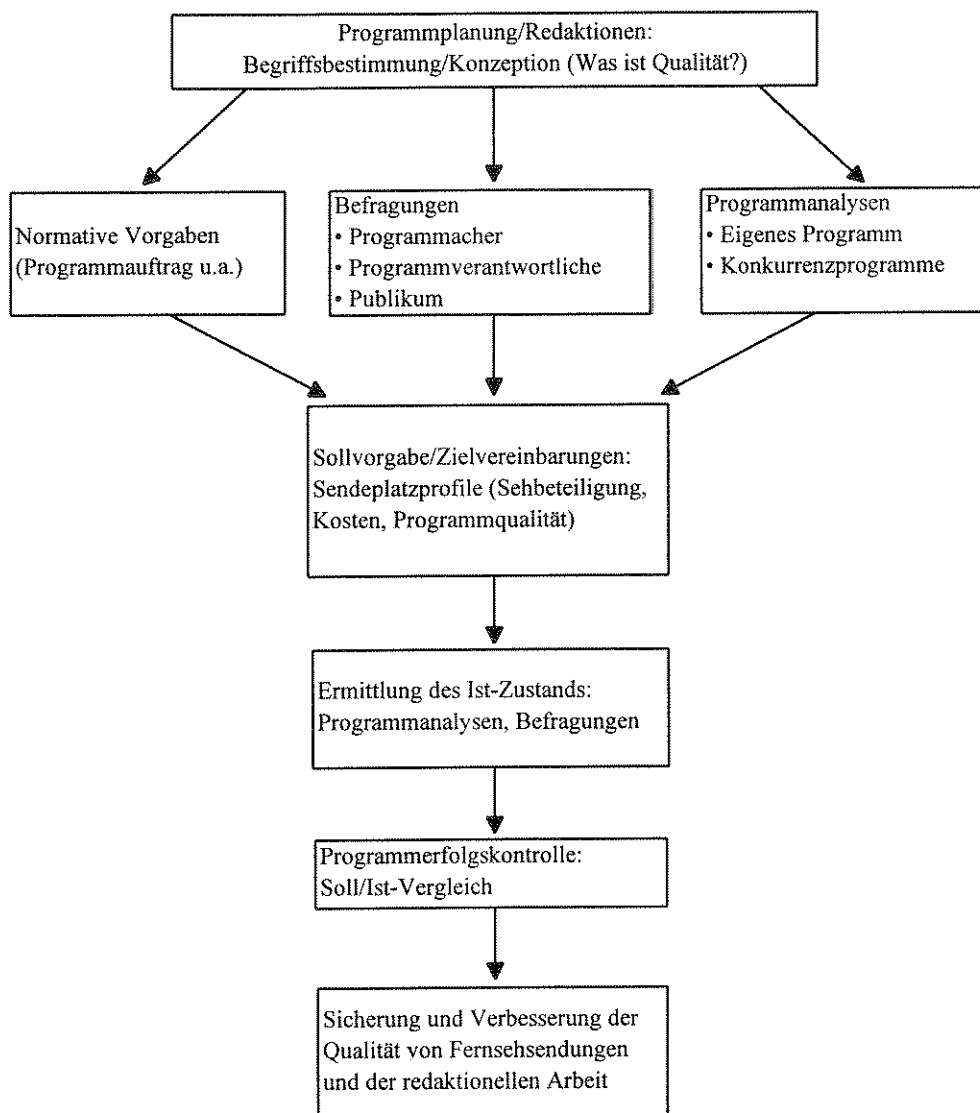 Programmplanung/Redaktionen:
Begriffsbestimmung/Konzeption (Was ist Qualität?)
Normative Vorgaben
(Programmauftrag u.a.)
Befragungen
• Programmacher
• Programmverantwortliche
• Publikum
Programmanalysen
• Eigenes Programm
• Konkurrenzprogramme
Sollvorgabe/Zielvereinbarungen:
Sendeplatzprofile (Sehbeteiligung,
Kosten, Programmqualität)
Ermittlung des Ist-Zustands:
Programmanalysen, Befragungen
Programmerfolgskontrolle:
Soll/Ist-Vergleich
Sicherung und Verbesserung der
Qualität von Fernsehsendungen
und der redaktionellen Arbeit